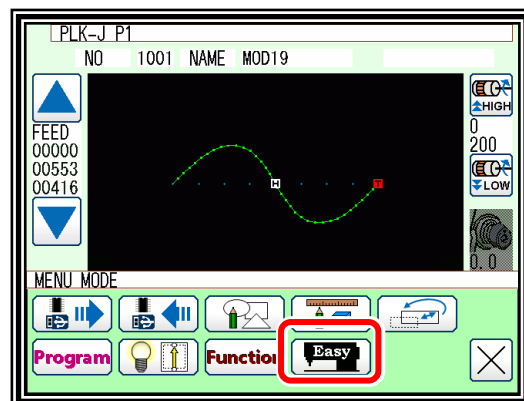 PLK-J P1
NO 1001 NAME MOD19
HIGH
FEED
00000
00553
00416
0
200
LOW
H
T
0.0
MENU MODE
Program
Function
Easy